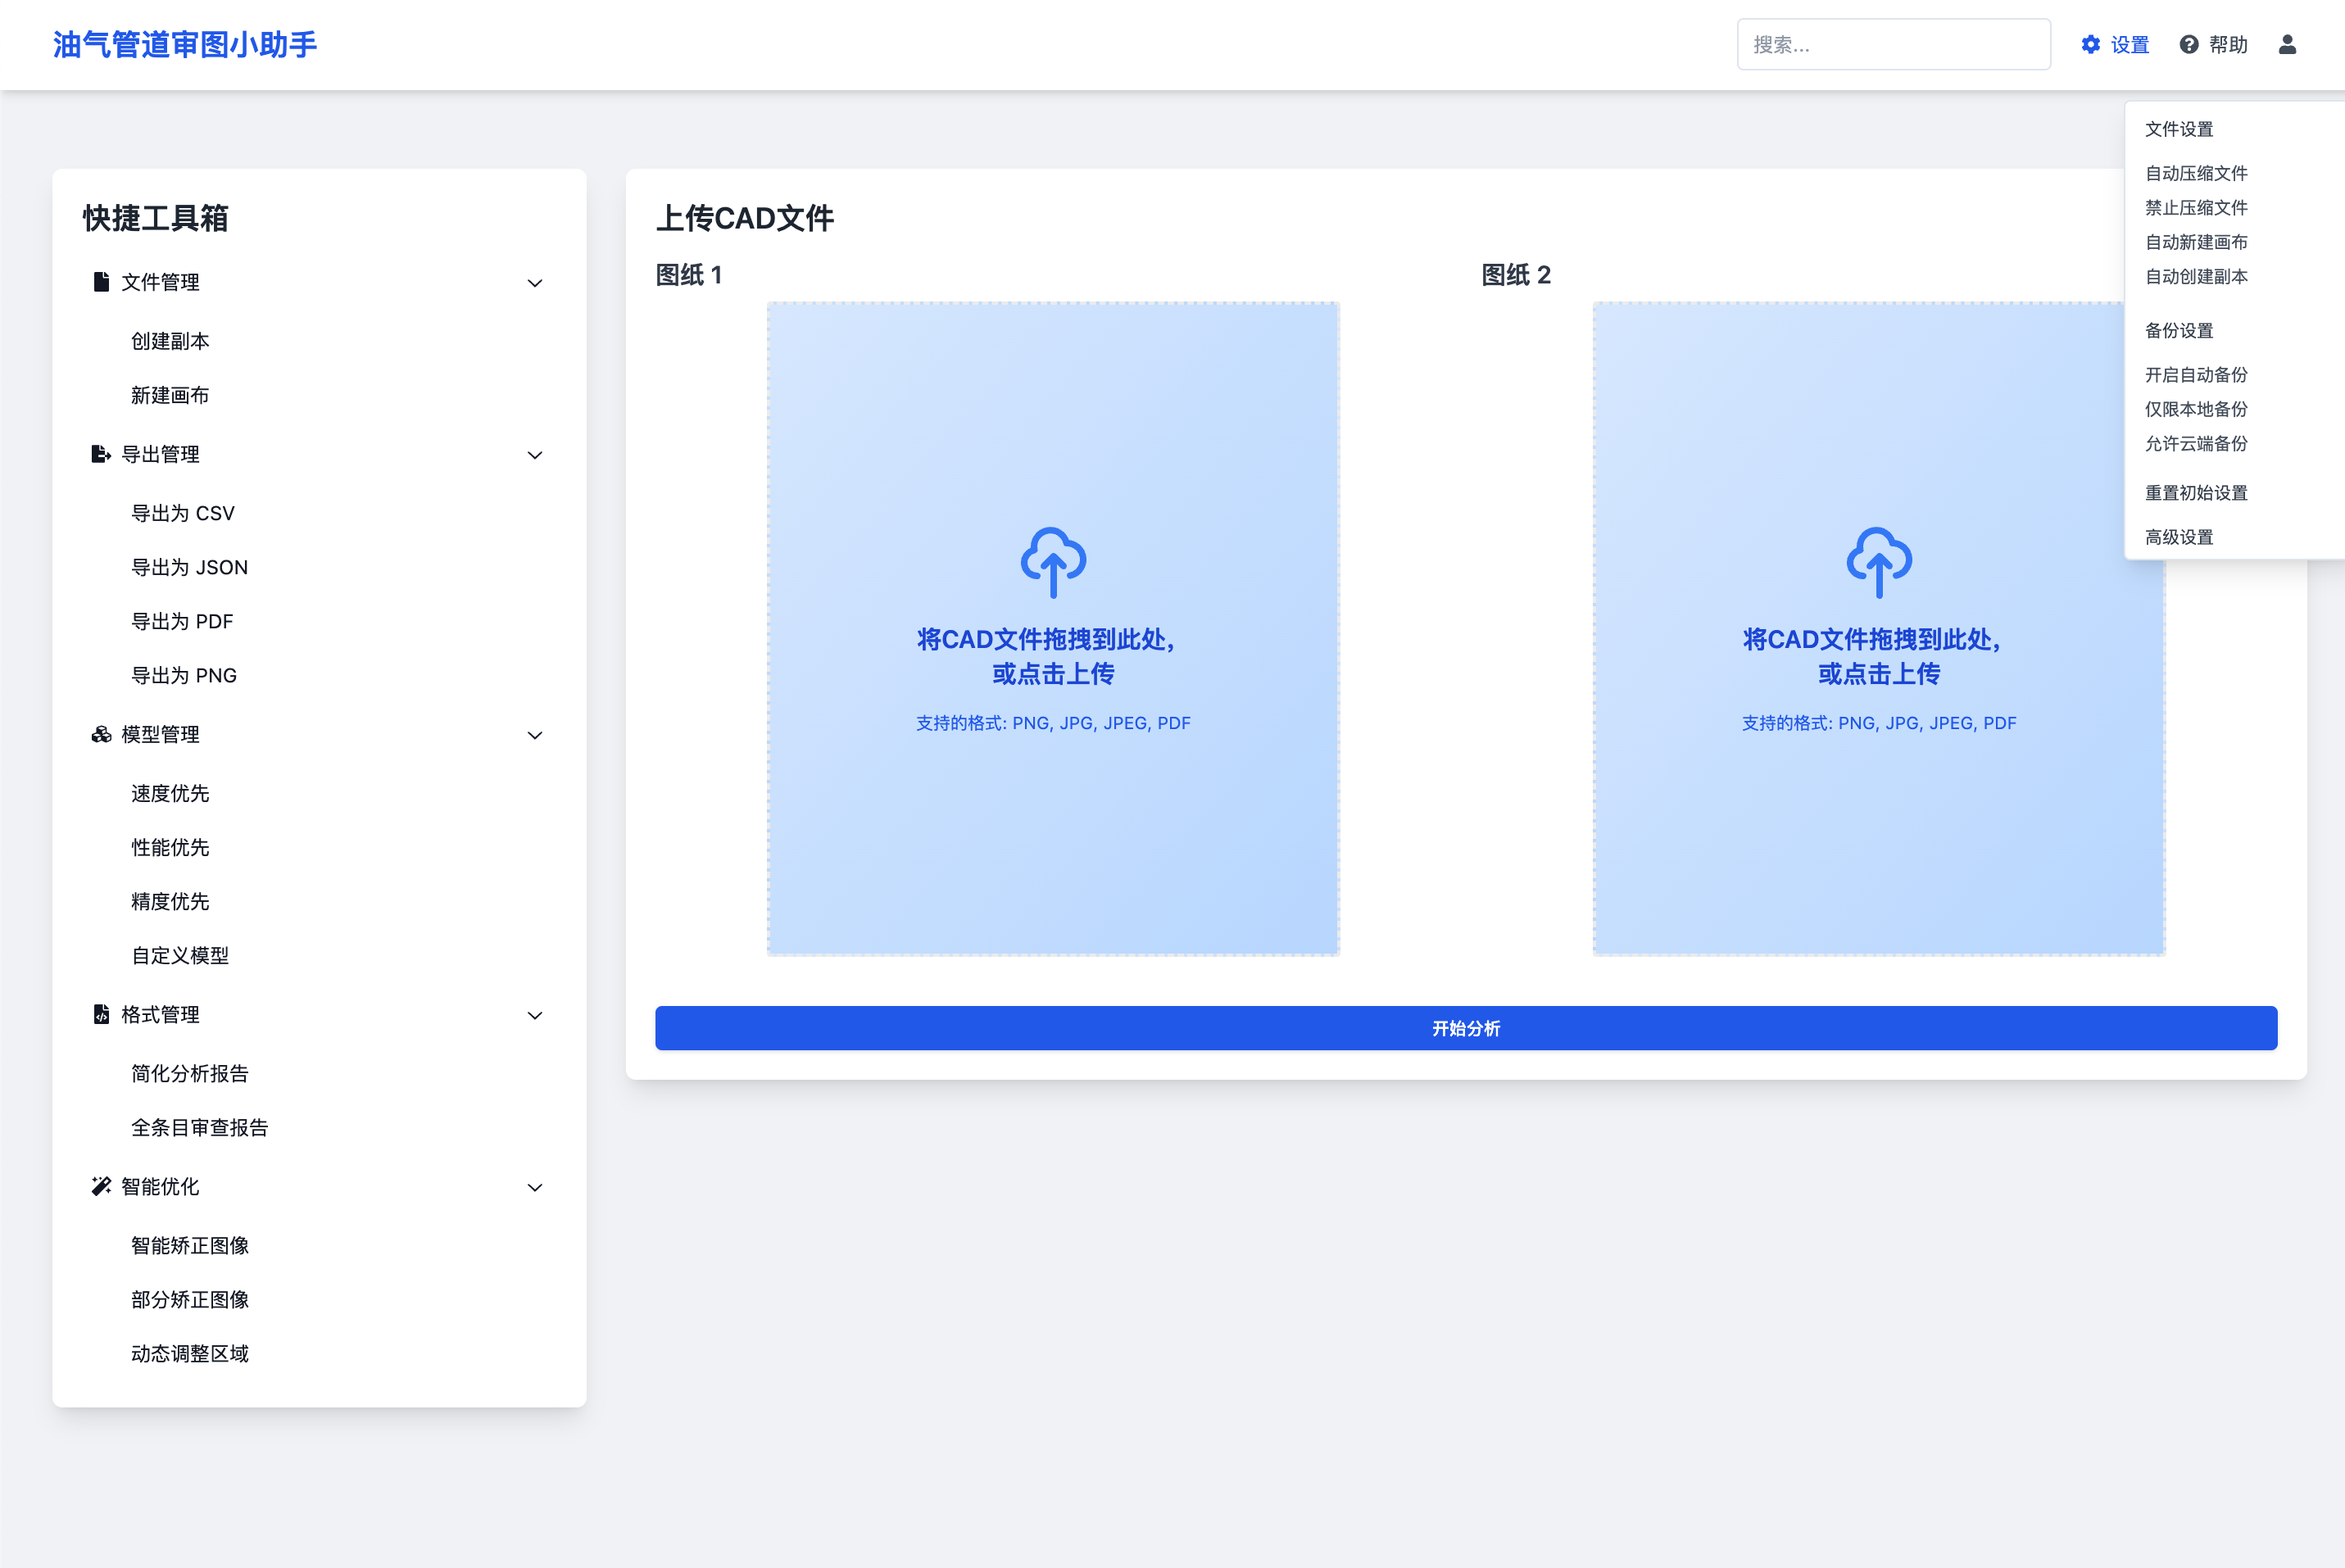 油气管道审图小助手
搜索...
设置
帮助
文件设置
自动压缩文件
禁止压缩文件
自动新建画布
自动创建副本
备份设置
开启自动备份
仅限本地备份
允许云端备份
重置初始设置
高级设置
快捷工具箱
文件管理
创建副本
新建画布
导出管理
导出为 CSV
导出为 JSON
导出为 PDF
导出为 PNG
模型管理
速度优先
性能优先
精度优先
自定义模型
格式管理
简化分析报告
全条目审查报告
智能优化
智能矫正图像
部分矫正图像
动态调整区域
上传CAD文件
图纸 1
将CAD文件拖拽到此处,
或点击上传
支持的格式: PNG, JPG, JPEG, PDF
图纸 2
将CAD文件拖拽到此处,
或点击上传
支持的格式: PNG, JPG, JPEG, PDF
开始分析